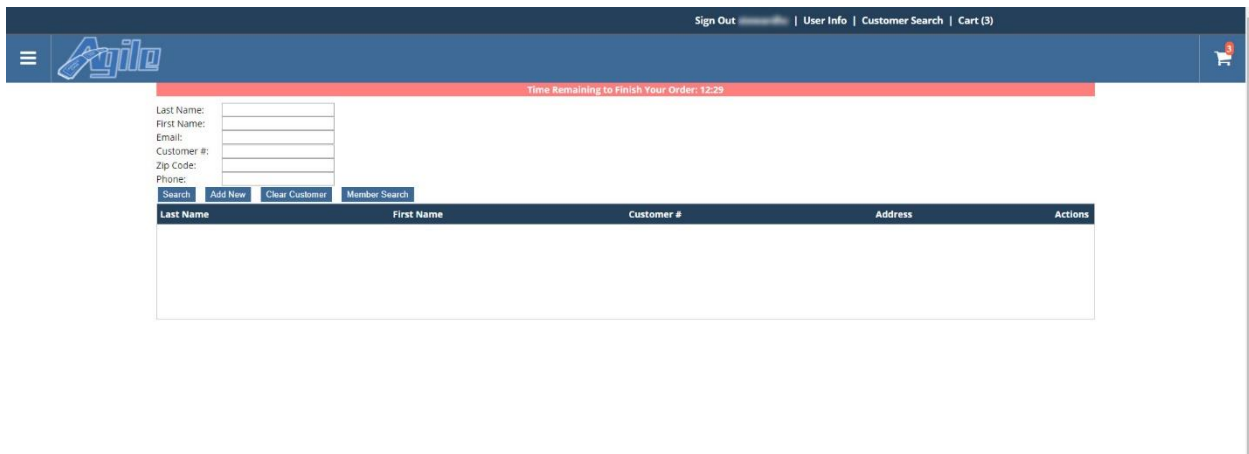 Sign Out | User Info | Customer Search | Cart (3)
Agile
3
Time Remaining to Finish Your Order: 12:29
Last Name:
First Name:
Email:
Customer #:
Zip Code:
Phone:
Search Add New Clear Customer Member Search
Last Name First Name Customer # Address Actions